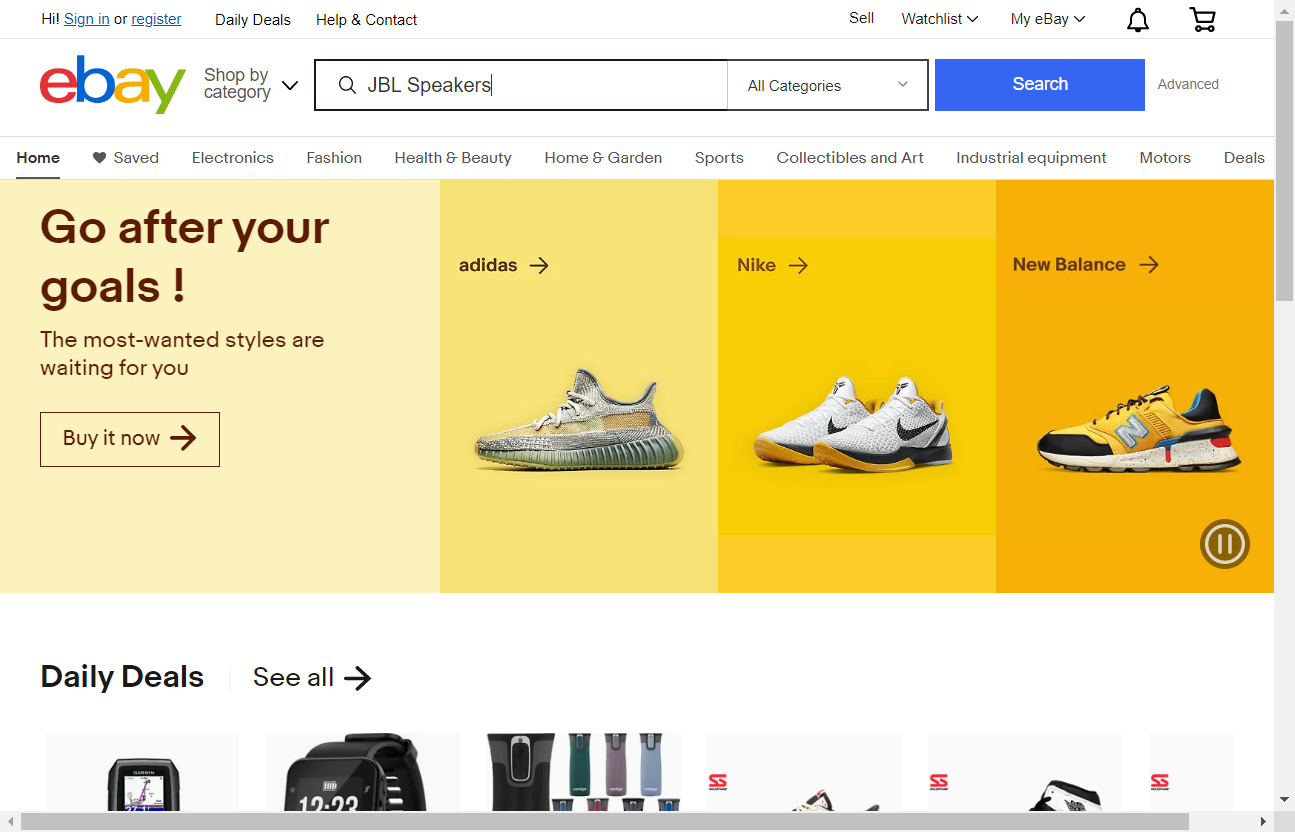 Hi! Sign in or register Daily Deals Help & Contact Sell Watchlist My eBay
ebay
Shop by
category
JBL Speakers
All Categories
Search
Advanced
Home Saved Electronics Fashion Health & Beauty Home & Garden Sports Collectibles and Art Industrial equipment Motors Deals
Go after your
goals !
The most-wanted styles are
waiting for you
Buy it now
adidas
Nike
New Balance
N
Daily Deals
See all
GARMIN
12:23
SS
SS
SS